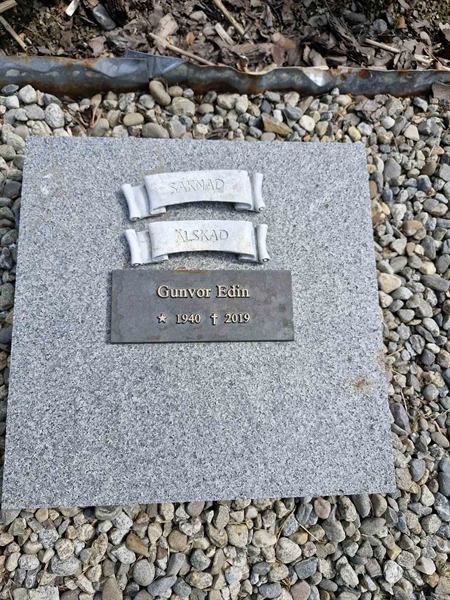 SAKNAD
ÄLSKAD
Gunvor Edin
★ 1940 ✝ 2019